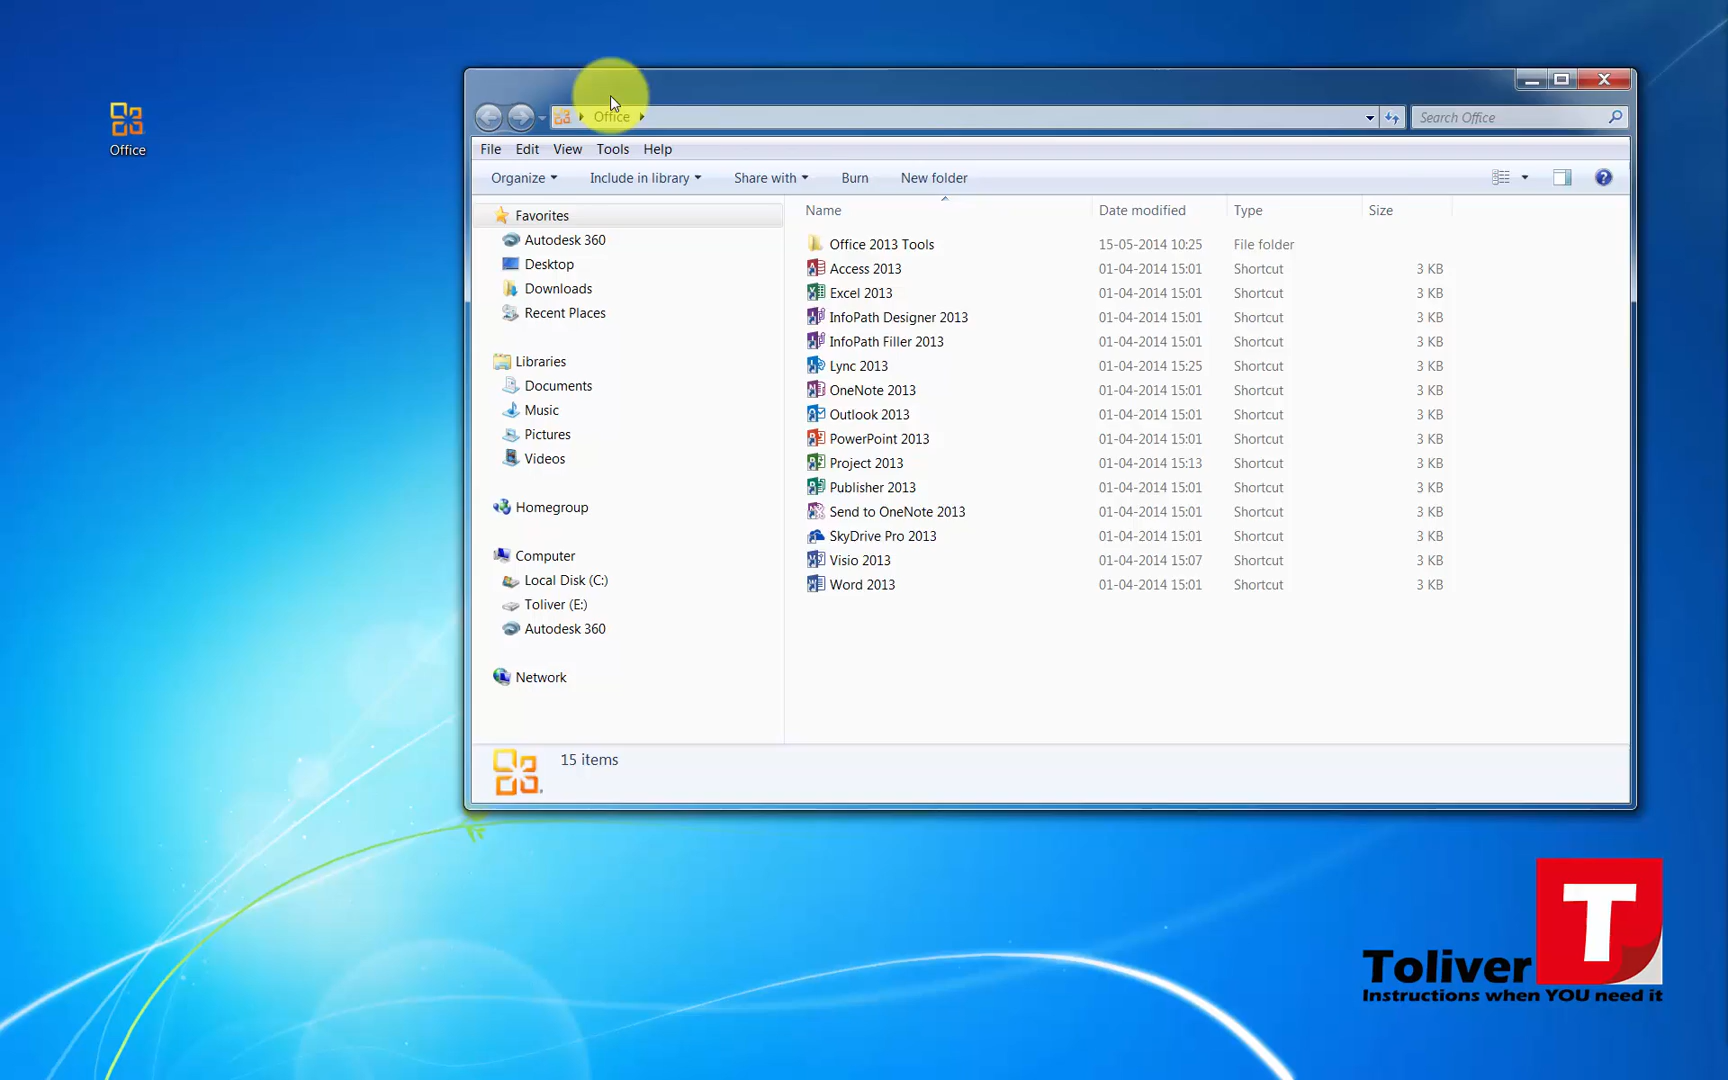 Office
Office
Search Office
File Edit View Tools Help
Organize Include in library Share with Burn New folder
Name Date modified Type Size
Favorites
Autodesk 360
Desktop
Downloads
Recent Places
Libraries
Documents
Music
Pictures
Videos
Homegroup
Computer
Local Disk (C:)
Toliver (E:)
Autodesk 360
Network
Office 2013 Tools 15-05-2014 10:25 File folder
Access 2013 01-04-2014 15:01 Shortcut 3 KB
Excel 2013 01-04-2014 15:01 Shortcut 3 KB
InfoPath Designer 2013 01-04-2014 15:01 Shortcut 3 KB
InfoPath Filler 2013 01-04-2014 15:01 Shortcut 3 KB
Lync 2013 01-04-2014 15:25 Shortcut 3 KB
OneNote 2013 01-04-2014 15:01 Shortcut 3 KB
Outlook 2013 01-04-2014 15:01 Shortcut 3 KB
PowerPoint 2013 01-04-2014 15:01 Shortcut 3 KB
Project 2013 01-04-2014 15:13 Shortcut 3 KB
Publisher 2013 01-04-2014 15:01 Shortcut 3 KB
Send to OneNote 2013 01-04-2014 15:01 Shortcut 3 KB
SkyDrive Pro 2013 01-04-2014 15:01 Shortcut 3 KB
Visio 2013 01-04-2014 15:07 Shortcut 3 KB
Word 2013 01-04-2014 15:01 Shortcut 3 KB
15 items
T
Toliver
Instructions when YOU need it